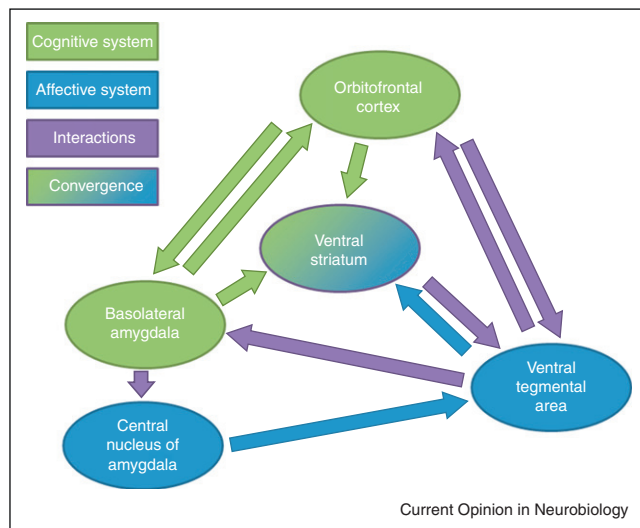 Cognitive system
Affective system
Interactions
Convergence
Orbitofrontal
cortex
Ventral
striatum
Basolateral
amygdala
Ventral
tegmental
area
Central
nucleus of
amygdala
Current Opinion in Neurobiology